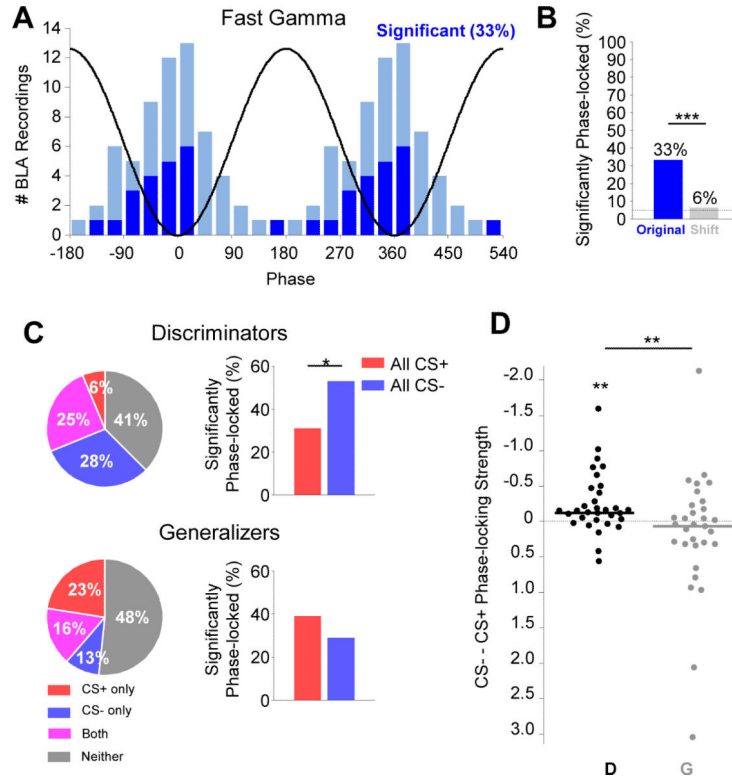 A
Fast Gamma
Significant (33%)
# BLA Recordings
14
12
10
8
6
4
2
0
-180 -90 0 90 180 270 360 450 540
Phase
B
Significantly Phase-locked (%)
100
90
80
70
60
50
40
30
20
10
0
***
33%
6%
Original Shift
C
Discriminators
6%
25%
41%
28%
Significantly
Phase-locked (%)
60
40
20
0
*
All CS+
All CS-
Generalizers
23%
48%
16%
13%
Significantly
Phase-locked (%)
60
40
20
0
CS+ only
CS- only
Both
Neither
D
**
**
CS- - CS+ Phase-locking Strength
-2.0
-1.5
-1.0
-0.5
0
0.5
1.0
1.5
2.0
2.5
3.0
D G